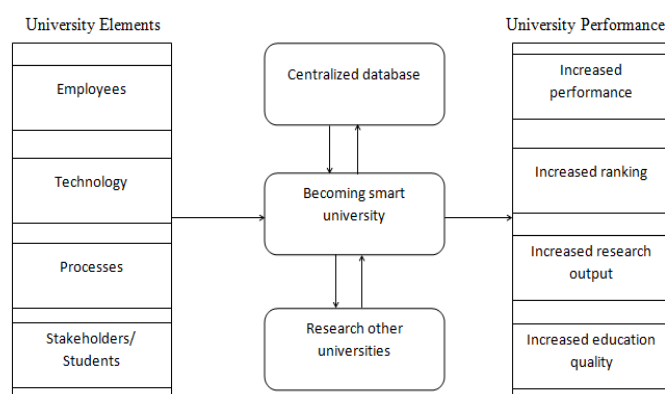 University Elements
Employees
Technology
Processes
Stakeholders/
Students
Centralized database
Becoming smart
university
Research other
universities
University Performance
Increased
performance
Increased ranking
Increased research
output
Increased education
quality